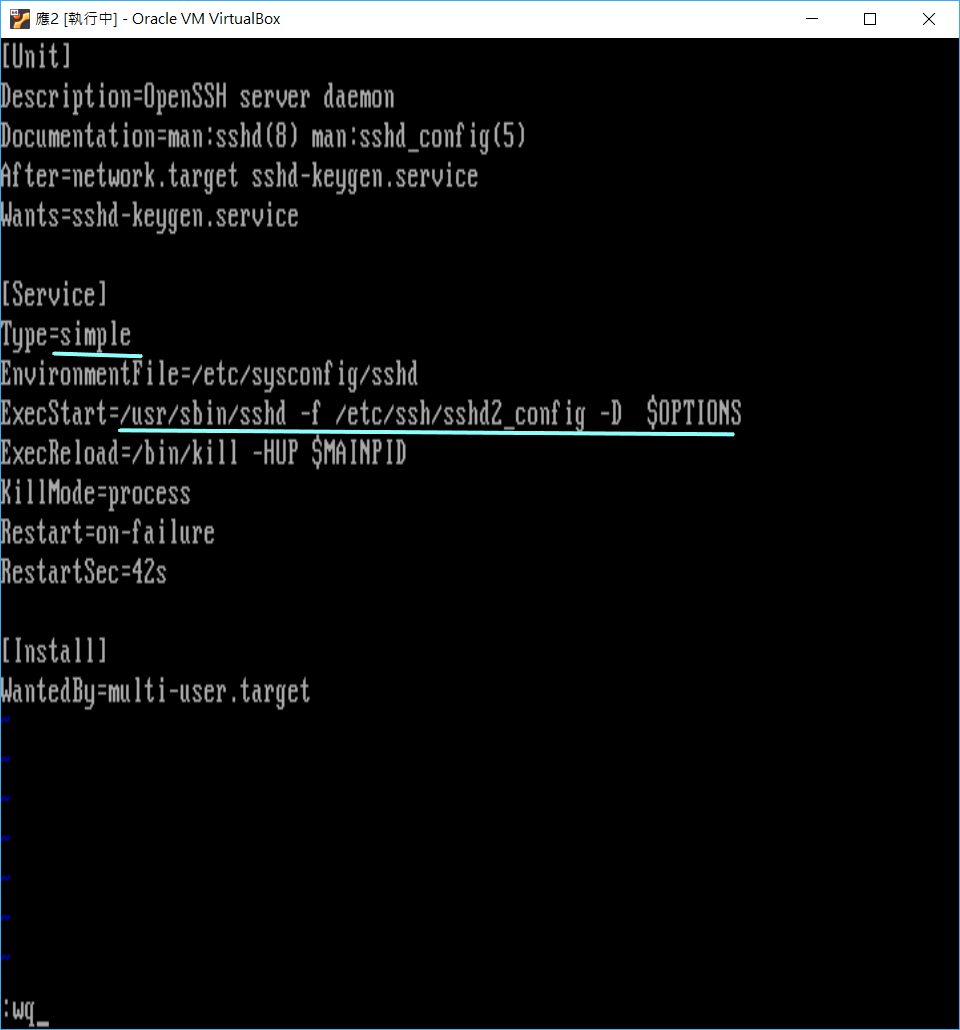 應2 [執行中] - Oracle VM VirtualBox
[Unit]
Description=OpenSSH server daemon
Documentation=man:sshd(8) man:sshd_config(5)
After=network.target sshd-keygen.service
Wants=sshd-keygen.service
[Service]
Type=simple
EnvironmentFile=/etc/sysconfig/sshd
ExecStart=/usr/sbin/sshd -f /etc/ssh/sshd2_config -D  $OPTIONS
ExecReload=/bin/kill -HUP $MAINPID
KillMode=process
Restart=on-failure
RestartSec=42s
[Install]
WantedBy=multi-user.target
~
~
~
~
~
~
~
:wq_